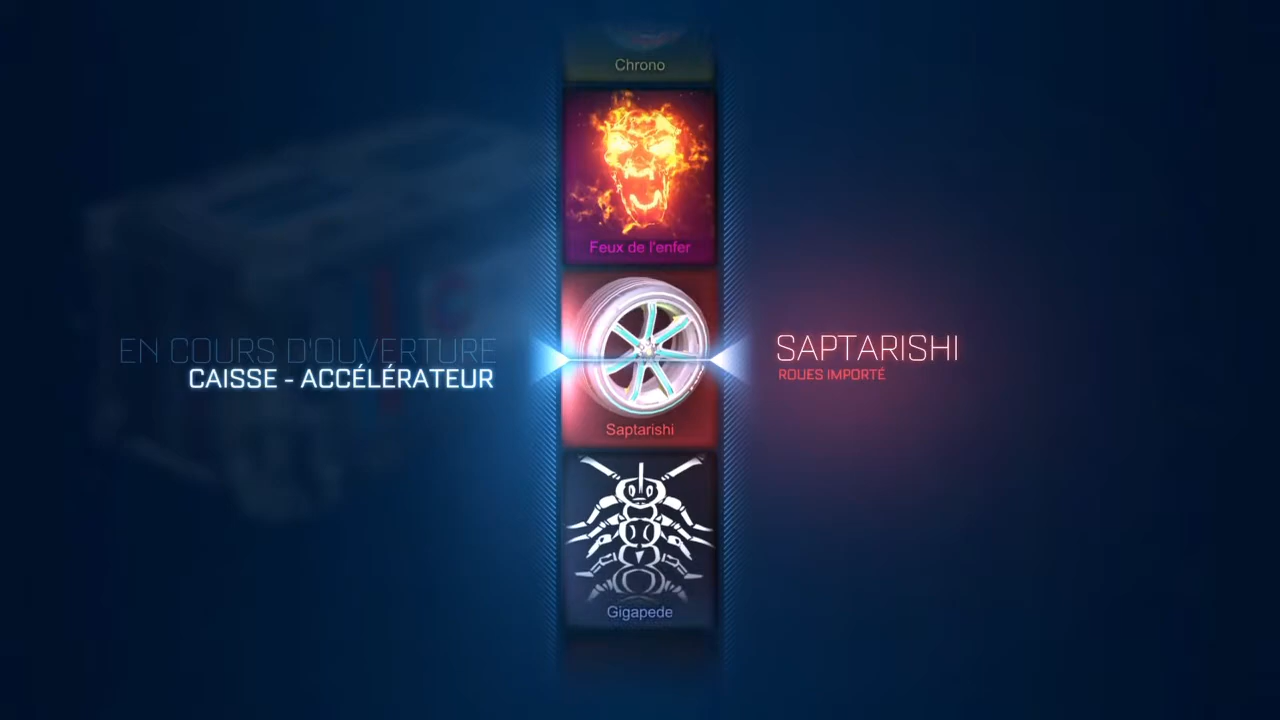 Chrono
Feux de l'enfer
EN COURS D'OUVERTURE
CAISSE - ACCÉLÉRATEUR
SAPTARISHI
ROUES IMPORTÉ
Saptarishi
Gigapede